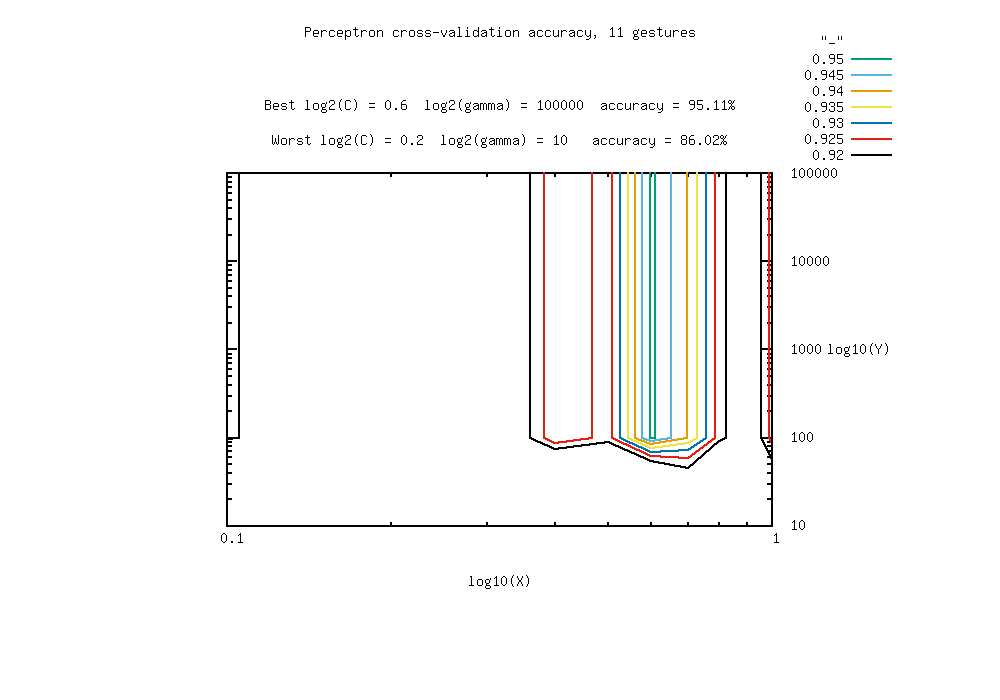 Perceptron cross-validation accuracy, 11 gestures
"_"
0.95
0.945
0.94
0.935
0.93
0.925
0.92
Best log2(C) = 0.6  log2(gamma) = 100000  accuracy = 95.11%
Worst log2(C) = 0.2  log2(gamma) = 10   accuracy = 86.02%
100000
10000
1000 log10(Y)
100
10
0.1 1
log10(X)